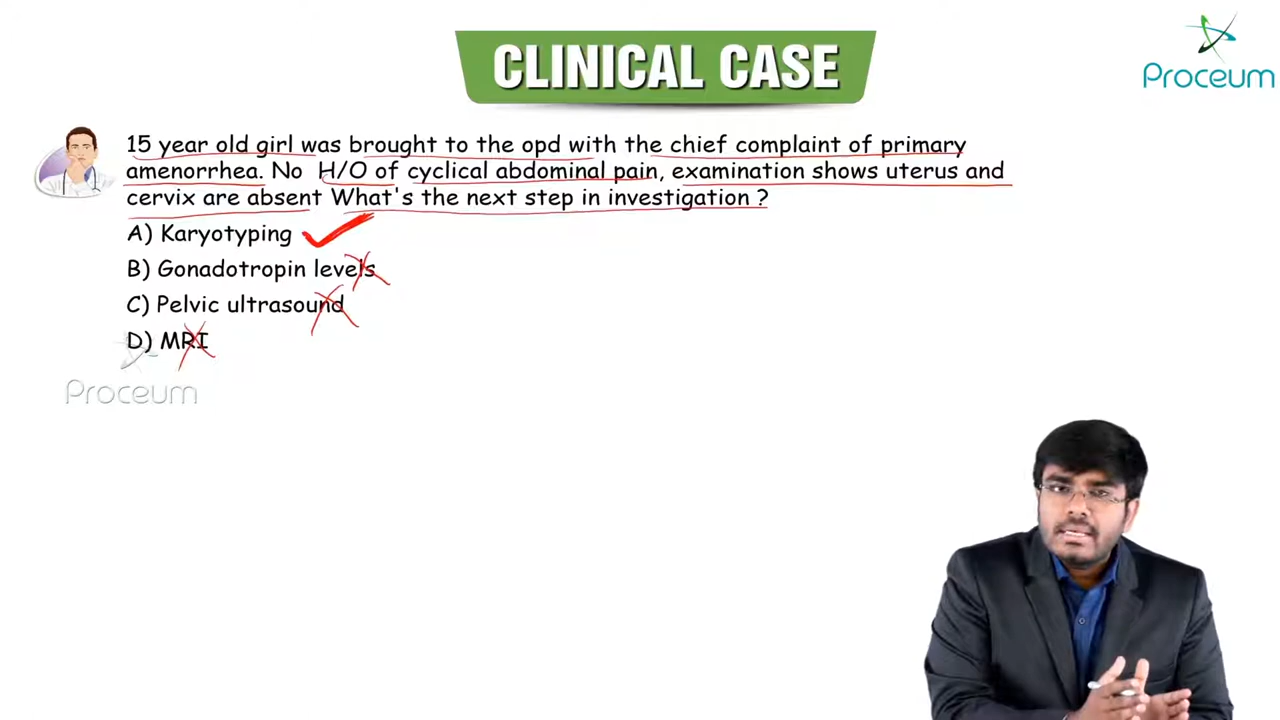 CLINICAL CASE
Proceum
15 year old girl was brought to the opd with the chief complaint of primary
amenorrhea. No H/O of cyclical abdominal pain, examination shows uterus and
cervix are absent What's the next step in investigation ?
A) Karyotyping
B) Gonadotropin levels
C) Pelvic ultrasound
D) MRI
Proceum